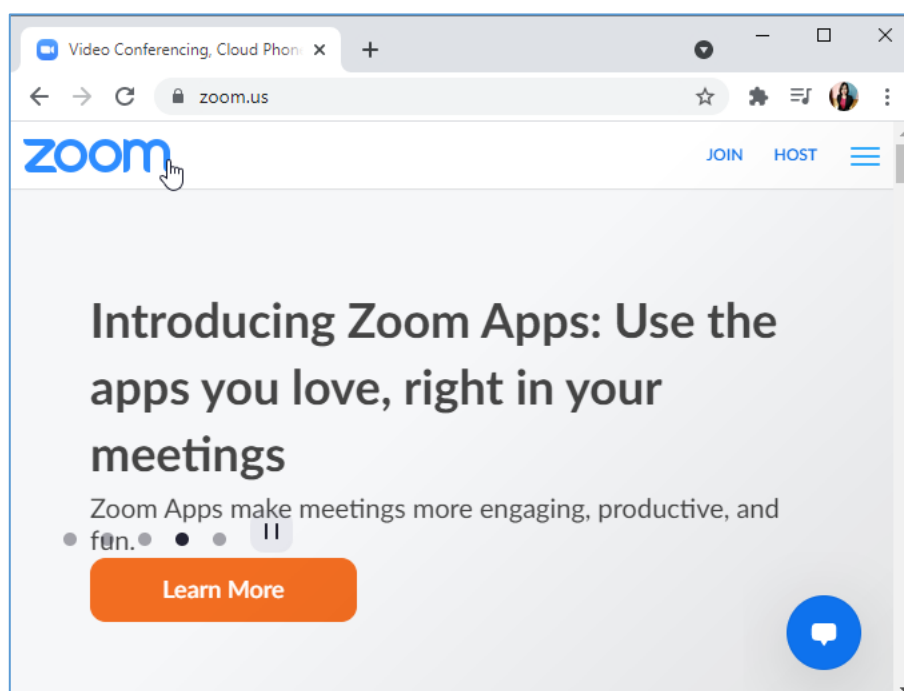 Video Conferencing, Cloud Phon
zoom.us
zoom
JOIN HOST
Introducing Zoom Apps: Use the
apps you love, right in your
meetings
Zoom Apps make meetings more engaging, productive, and
fun.
Learn More